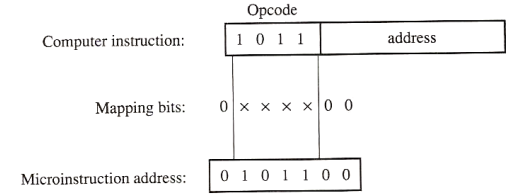 Opcode
Computer instruction: 1 0 1 1 address
Mapping bits: 0 × × × × 0 0
Microinstruction address: 0 1 0 1 1 0 0